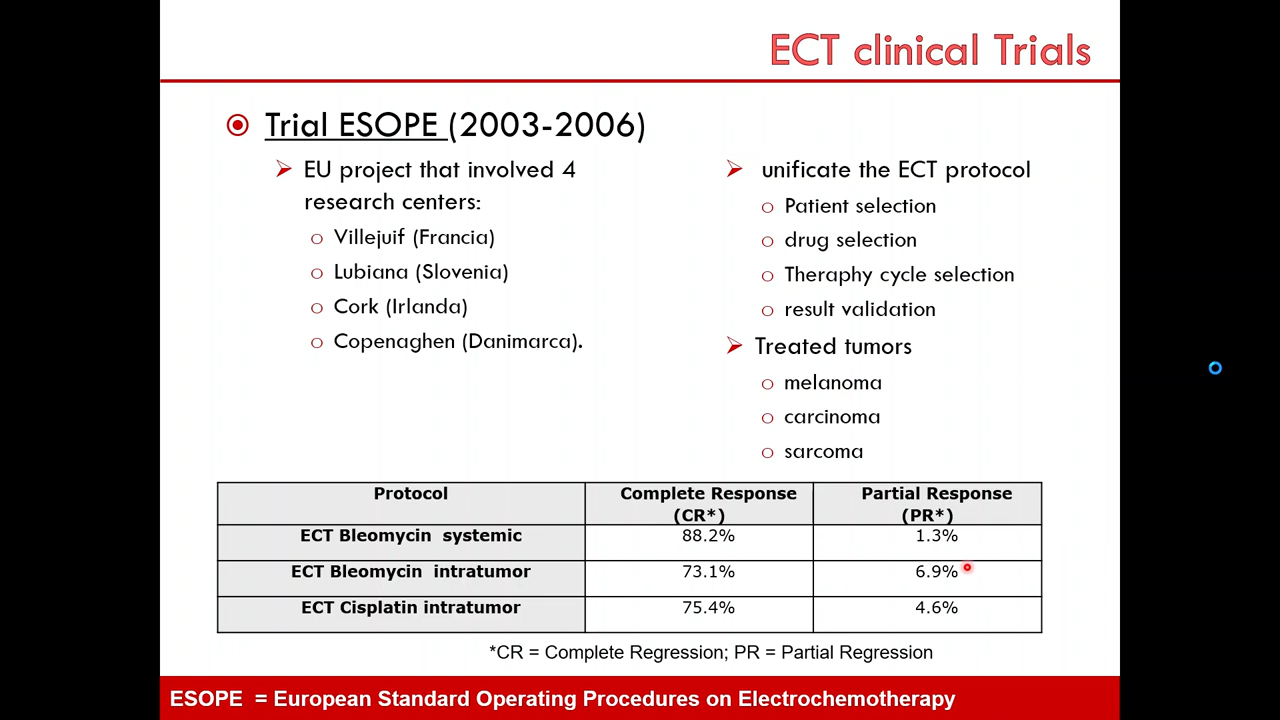 ECT clinical Trials
Trial ESOPE (2003-2006)
EU project that involved 4
research centers:
Villejuif (Francia)
Lubiana (Slovenia)
Cork (Irlanda)
Copenaghen (Danimarca).
unificate the ECT protocol
Patient selection
drug selection
Theraphy cycle selection
result validation
Treated tumors
melanoma
carcinoma
sarcoma
Protocol Complete Response (CR*) Partial Response (PR*)
ECT Bleomycin systemic 88.2% 1.3%
ECT Bleomycin intratumor 73.1% 6.9%
ECT Cisplatin intratumor 75.4% 4.6%
*CR = Complete Regression; PR = Partial Regression
ESOPE = European Standard Operating Procedures on Electrochemotherapy